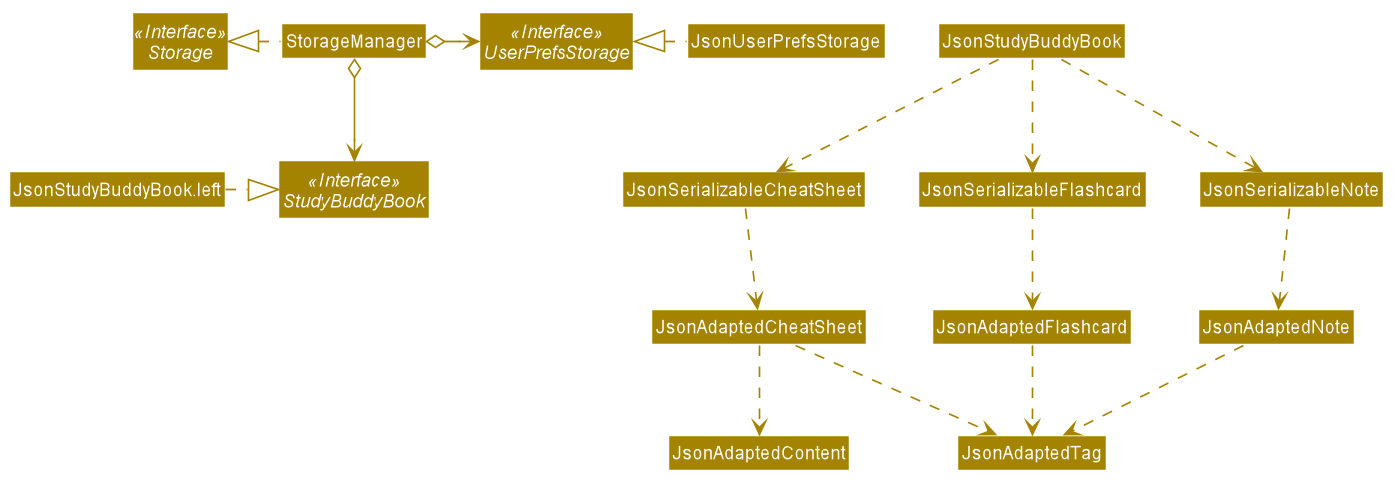 «Interface»
Storage
StorageManager
«Interface»
UserPrefsStorage
JsonUserPrefsStorage
JsonStudyBuddyBook
JsonStudyBuddyBook.left
«Interface»
StudyBuddyBook
JsonSerializableCheatSheet
JsonSerializableFlashcard
JsonSerializableNote
JsonAdaptedCheatSheet
JsonAdaptedFlashcard
JsonAdaptedNote
JsonAdaptedContent
JsonAdaptedTag